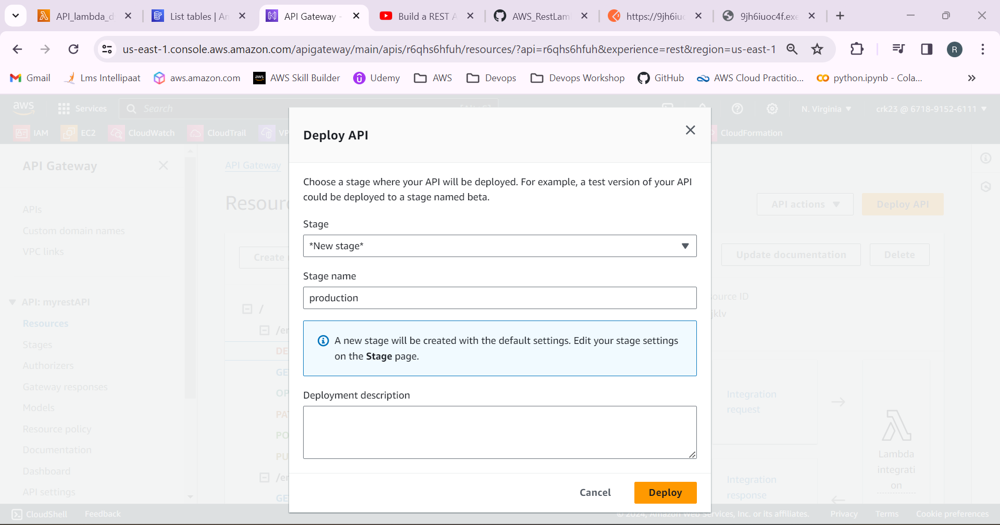 API_lambda_d
List tables | An
API Gateway -
Build a REST A
AWS_RestLam
https://9jh6iuo
9jh6iuoc4f.exe
us-east-1.console.aws.amazon.com/apigateway/main/apis/r6qhs6hfuh/resources/?api=r6qhs6hfuh&experience=rest&region=us-east-1
R
Gmail
Lms Intellipaat
aws.amazon.com
AWS Skill Builder
Udemy
AWS
Devops
Devops Workshop
GitHub
AWS Cloud Practitio...
python.ipynb - Cola...
aws
Services
Search
N. Virginia
crk23 @ 6718-9152-6111
IAM
EC2
CloudWatch
CloudTrail
VP
CloudFormation
API Gateway
APIs
Custom domain names
VPC links
API: myrestAPI
Resources
Stages
Authorizers
Gateway responses
Models
Resource policy
Documentation
Dashboard
API settings
API Gateway
Resour
API actions
Deploy API
Create
Update documentation
Delete
source ID
jklv
/
/en
DE
GE
OP
PA
PO
PU
/en
GE
Integration
request
Integration
response
Lambda
integrati
on
Deploy API
Choose a stage where your API will be deployed. For example, a test version of your API
could be deployed to a stage named beta.
Stage
*New stage*
Stage name
production
A new stage will be created with the default settings. Edit your stage settings
on the Stage page.
Deployment description
Cancel
Deploy
CloudShell
Feedback
© 2024, Amazon Web Services, Inc. or its affiliates.
Privacy
Terms
Cookie preferences